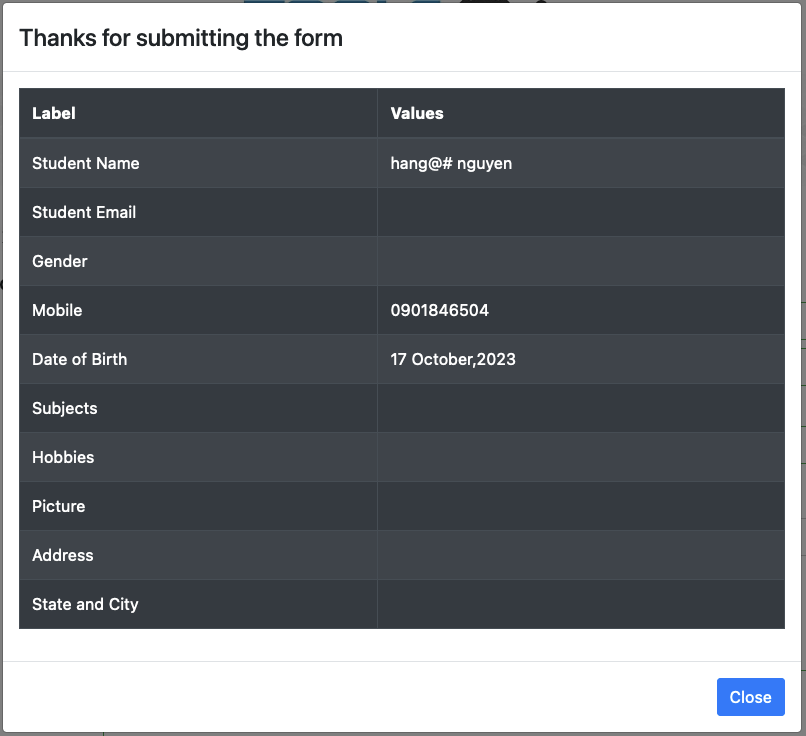 Thanks for submitting the form
Label Values
Student Name hang@# nguyen
Student Email
Gender
Mobile 0901846504
Date of Birth 17 October,2023
Subjects
Hobbies
Picture
Address
State and City
Close